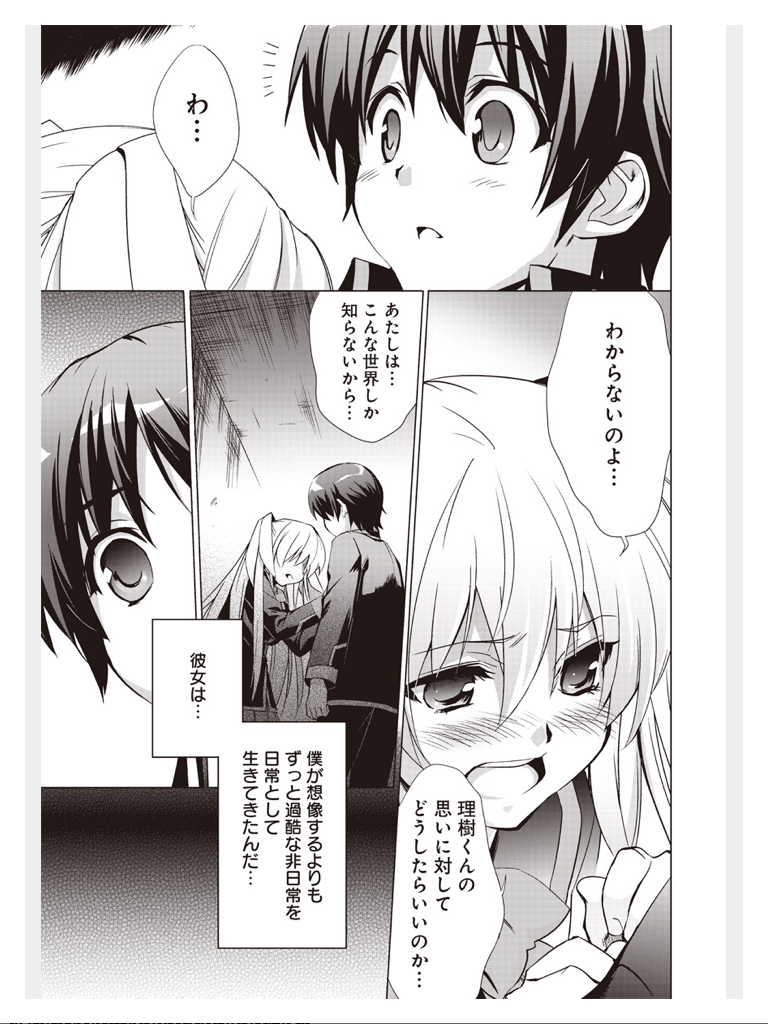 わ…
わからないのよ…
理樹くんの
思いに対して
どうしたらいいのか…
あたしは…
こんな世界しか
知らないから…
彼女は…
僕が想像するよりも
ずっと過酷な非日常を
日常として
生きてきたんだ…